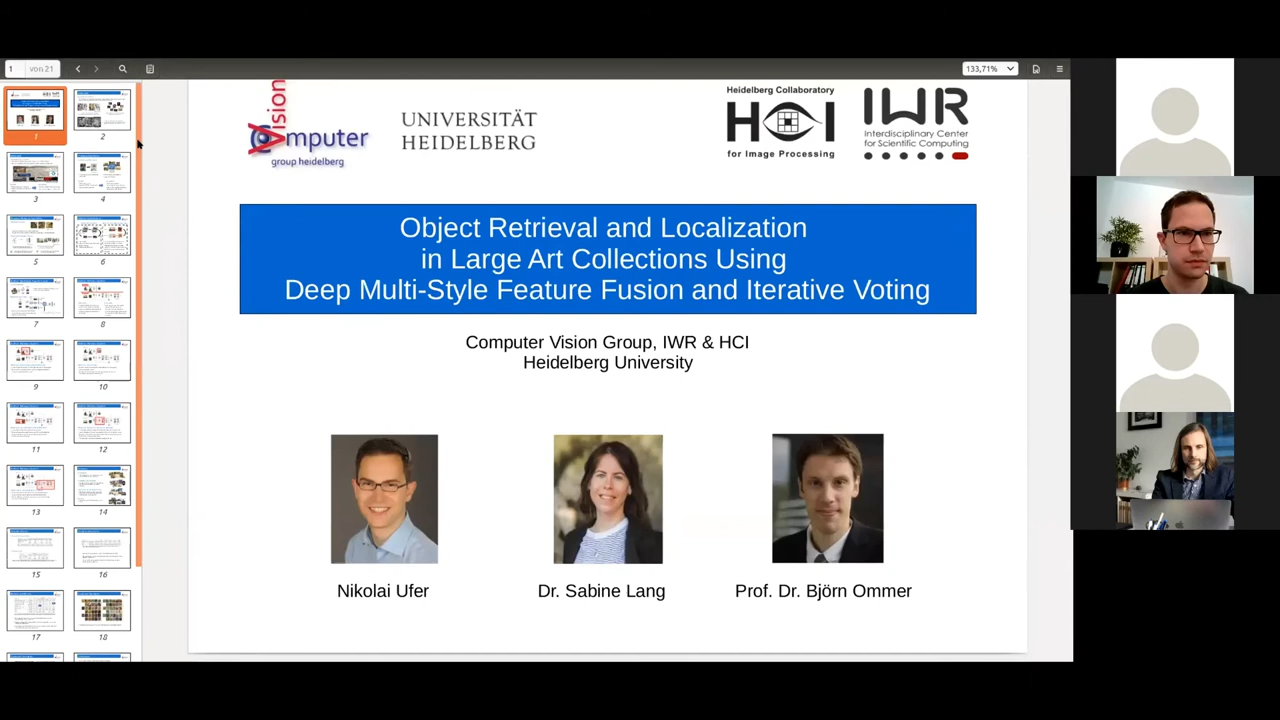 1 von 21
133,71%
Vision
Computer
group heidelberg
UNIVERSITÄT
HEIDELBERG
Heidelberg Collaboratory
HCI
for Image Processing
IWR
Interdisciplinary Center
for Scientific Computing
Object Retrieval and Localization
in Large Art Collections Using
Deep Multi-Style Feature Fusion and Iterative Voting
Computer Vision Group, IWR & HCI
Heidelberg University
Nikolai Ufer
Dr. Sabine Lang
Prof. Dr. Björn Ommer
1
2
3
4
5
6
7
8
9
10
11
12
13
14
15
16
17
18